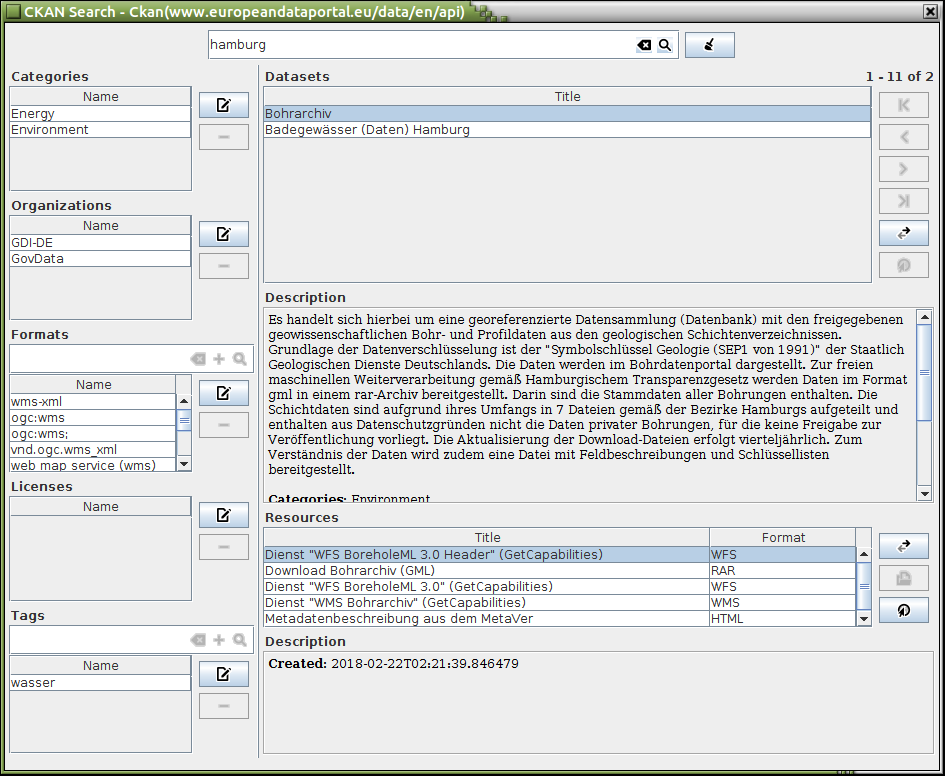 CKAN Search - Ckan(www.europeandataportal.eu/data/en/api)
hamburg
Categories
Name
Energy
Environment
Organizations
Name
GDI-DE
GovData
Formats
Name
wms-xml
ogc:wms
ogc:wms;
vnd.ogc.wms_xml
web map service (wms)
Licenses
Name
Tags
Name
wasser
Datasets
1 - 11 of 2
Title
Bohrarchiv
Badegewässer (Daten) Hamburg
Description
Es handelt sich hierbei um eine georeferenzierte Datensammlung (Datenbank) mit den freigegebenen
geowissenschaftlichen Bohr- und Profildaten aus den geologischen Schichtenverzeichnissen.
Grundlage der Datenverschlüsselung ist der "Symbolschlüssel Geologie (SEP1 von 1991)" der Staatlich
Geologischen Dienste Deutschlands. Die Daten werden im Bohrdatenportal dargestellt. Zur freien
maschinellen Weiterverarbeitung gemäß Hamburgischem Transparenzgesetz werden Daten im Format
gml in einem rar-Archiv bereitgestellt. Darin sind die Stammdaten aller Bohrungen enthalten. Die
Schichtdaten sind aufgrund ihres Umfangs in 7 Dateien gemäß der Bezirke Hamburgs aufgeteilt und
enthalten aus Datenschutzgründen nicht die Daten privater Bohrungen, für die keine Freigabe zur
Veröffentlichung vorliegt. Die Aktualisierung der Download-Dateien erfolgt vierteljährlich. Zum
Verständnis der Daten wird zudem eine Datei mit Feldbeschreibungen und Schlüssellisten
bereitgestellt.
Categories: Environment
Resources
Title Format
Dienst "WFS BoreholeML 3.0 Header" (GetCapabilities) WFS
Download Bohrarchiv (GML) RAR
Dienst "WFS BoreholeML 3.0" (GetCapabilities) WFS
Dienst "WMS Bohrarchiv" (GetCapabilities) WMS
Metadatenbeschreibung aus dem MetaVer HTML
Description
Created: 2018-02-22T02:21:39.846479